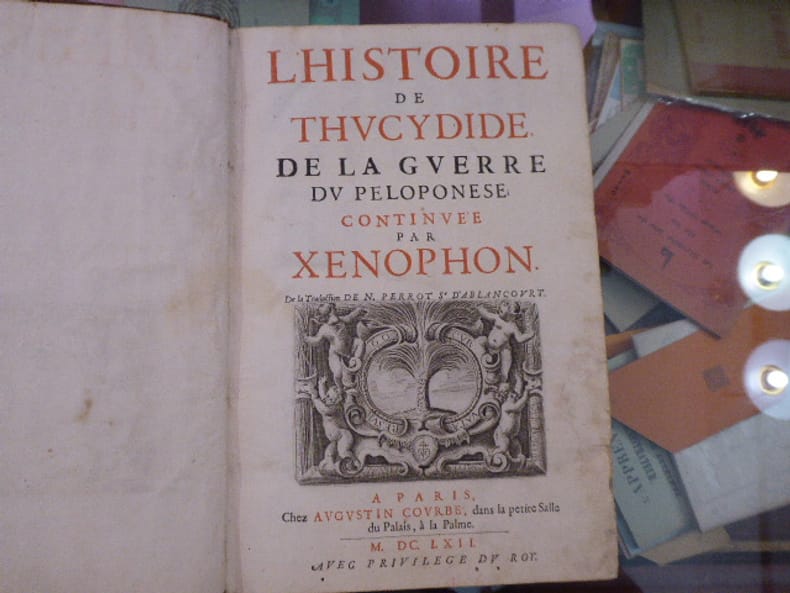 LHISTOIRE
DE
THVCYDIDE.
DE LA GVERRE
DV PELOPONESE,
CONTINVEE
PAR
XENOPHON.
De la Traduction DE N. PERROT Sr D'ABLANCOVRT.
A PARIS,
Chez AVGVSTIN COVRBE', dans la petite Salle
du Palais, à la Palme.
M. DC. LXII.
AVEC PRIVILEGE DV ROY.